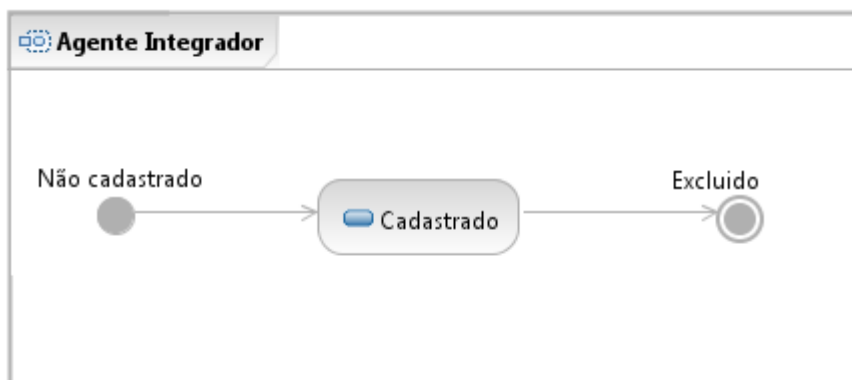 Agente Integrador
Não cadastrado
Excluido
Cadastrado